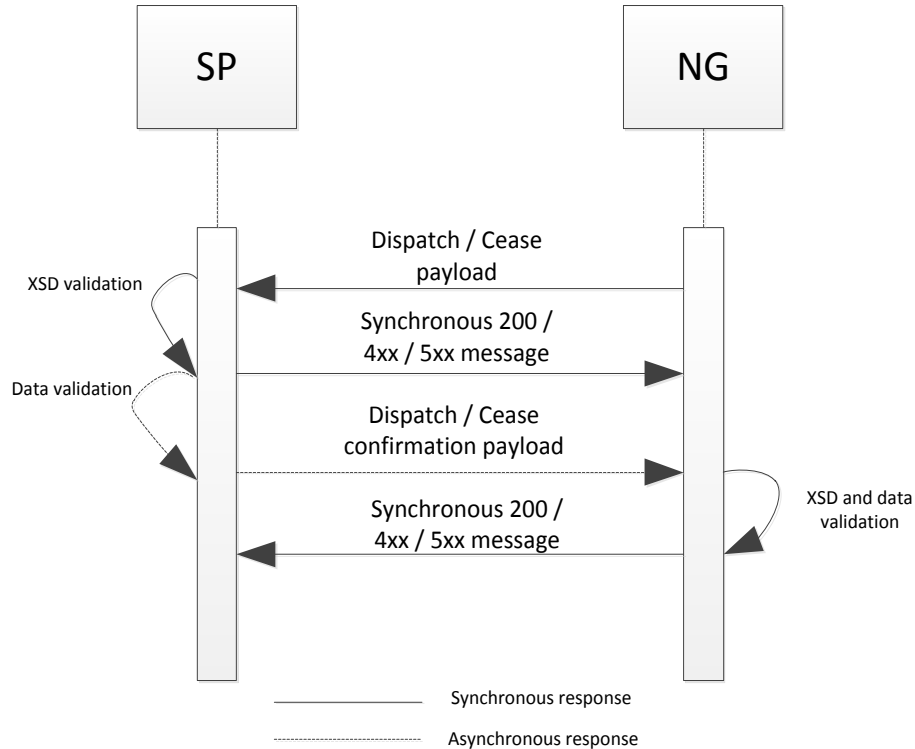 SP
NG
Dispatch / Cease
payload
XSD validation
Synchronous 200 /
4xx / 5xx message
Data validation
Dispatch / Cease
confirmation payload
XSD and data
validation
Synchronous 200 /
4xx / 5xx message
Synchronous response
Asynchronous response